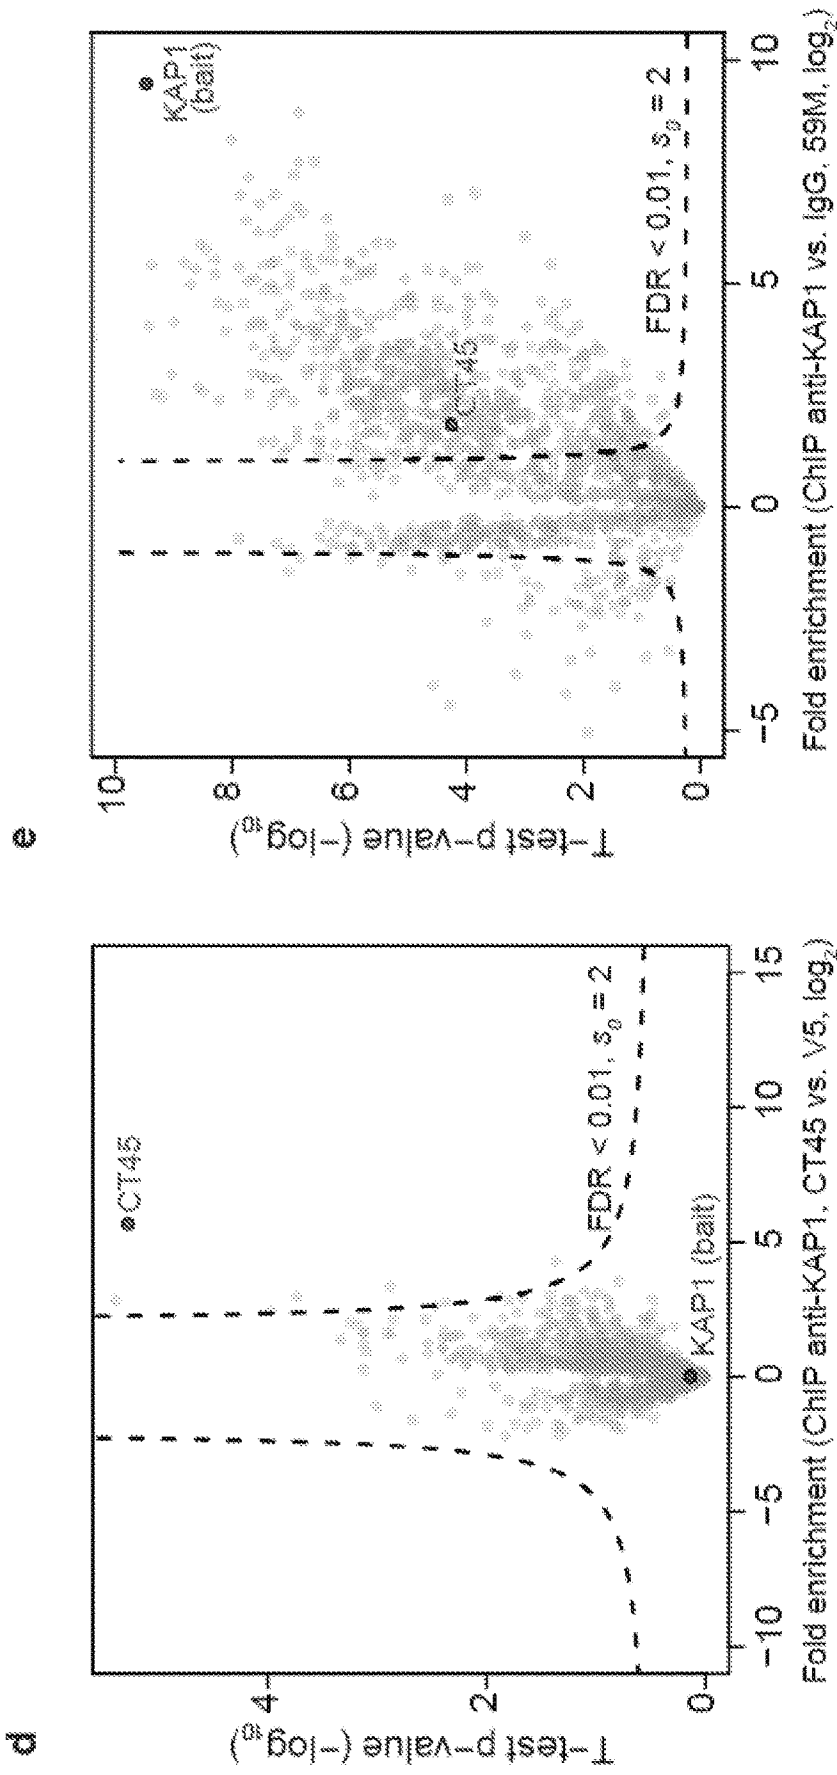 d
T-test p-value (-log₁₀)
4
2
0
CT45
FDR < 0.01, s₀ = 2
KAP1 (bait)
-10
-5
0
5
10
15
Fold enrichment (ChIP anti-KAP1, CT45 vs. V5, log₂)
e
T-test p-value (-log₁₀)
10
8
6
4
2
0
KAP1
(bait)
CT45
FDR < 0.01, s₀ = 2
-5
0
5
10
Fold enrichment (ChIP anti-KAP1 vs. IgG, 59M, log₂)